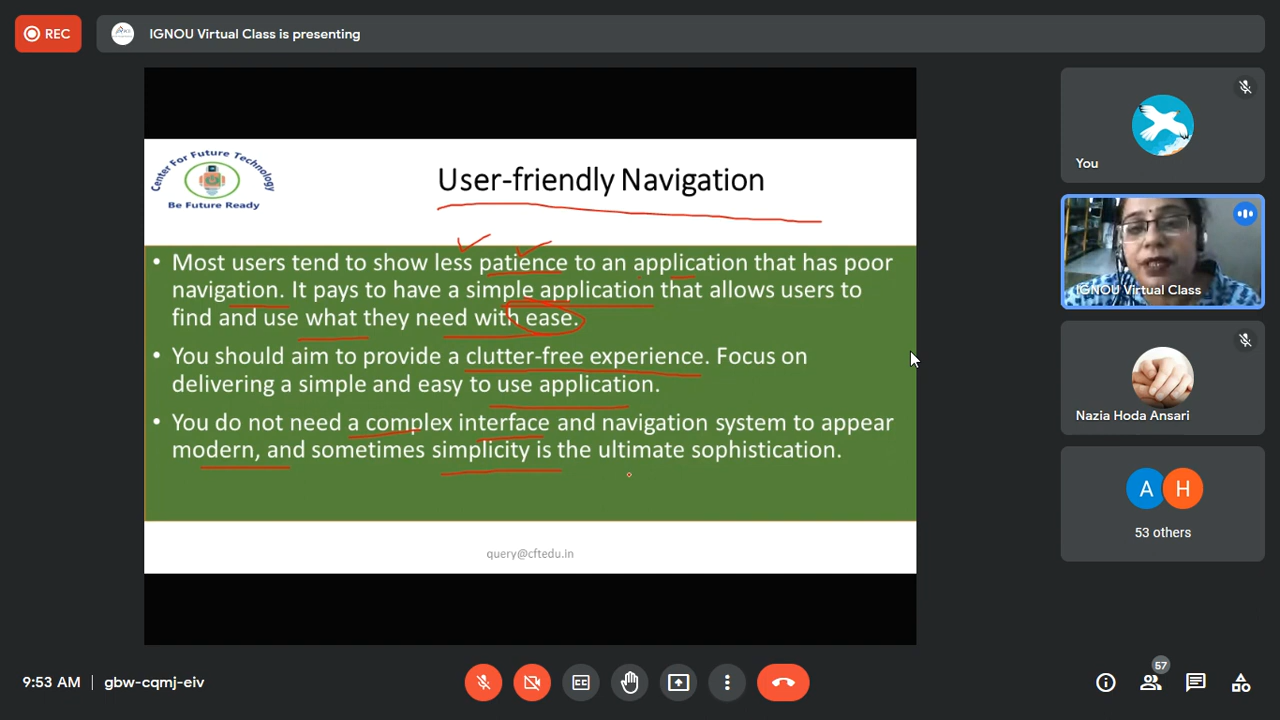 REC
IGNOU Virtual Class is presenting
Center For Future Technology
Be Future Ready
User-friendly Navigation
• Most users tend to show less patience to an application that has poor
navigation. It pays to have a simple application that allows users to
find and use what they need with ease.
• You should aim to provide a clutter-free experience. Focus on
delivering a simple and easy to use application.
• You do not need a complex interface and navigation system to appear
modern, and sometimes simplicity is the ultimate sophistication.
query@cftedu.in
You
IGNOU Virtual Class
Nazia Hoda Ansari
A H
53 others
9:53 AM | gbw-cqmj-eiv
CC
57